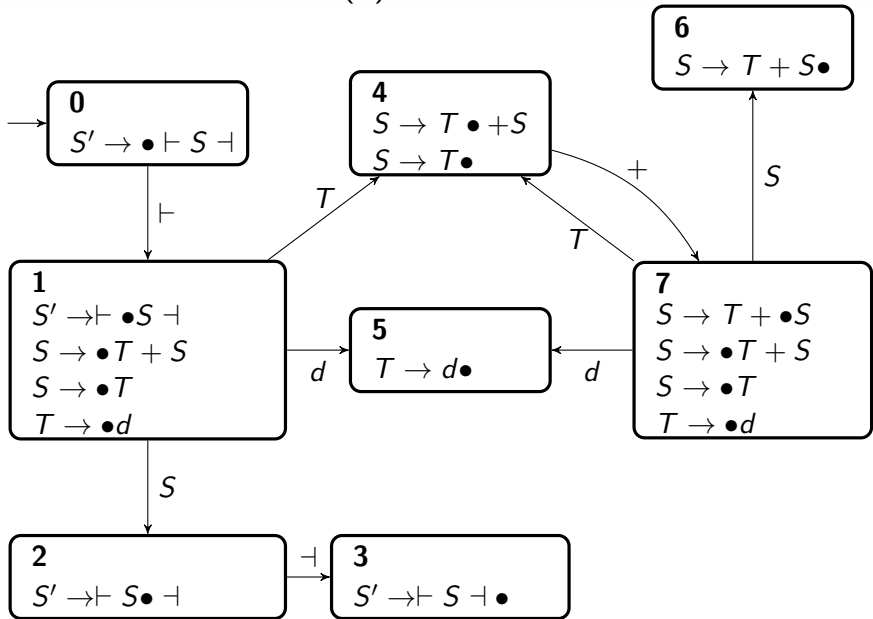 0
S′ → • ⊢ S ⊣
⊢
1
S′ →⊢ •S ⊣
S → •T + S
S → •T
T → •d
S
2
S′ →⊢ S• ⊣
⊣
3
S′ →⊢ S ⊣ •
T
4
S → T • +S
S → T•
+
d
5
T → d•
d
T
6
S → T + S•
S
7
S → T + •S
S → •T + S
S → •T
T → •d